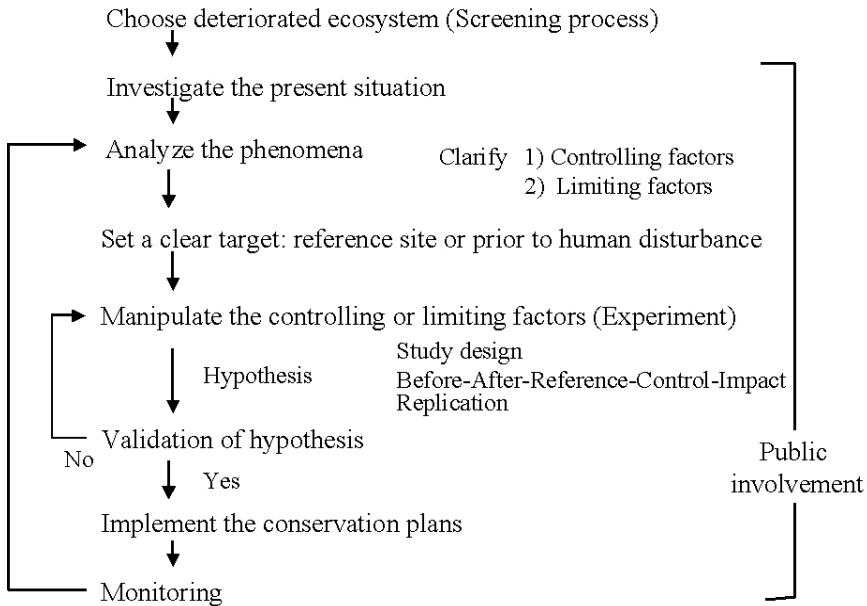 Choose deteriorated ecosystem (Screening process)
Investigate the present situation
Analyze the phenomena
Clarify 1) Controlling factors
2) Limiting factors
Set a clear target: reference site or prior to human disturbance
Manipulate the controlling or limiting factors (Experiment)
Study design
Hypothesis
Before-After-Reference-Control-Impact
Replication
Validation of hypothesis
No
Yes
Public
involvement
Implement the conservation plans
Monitoring